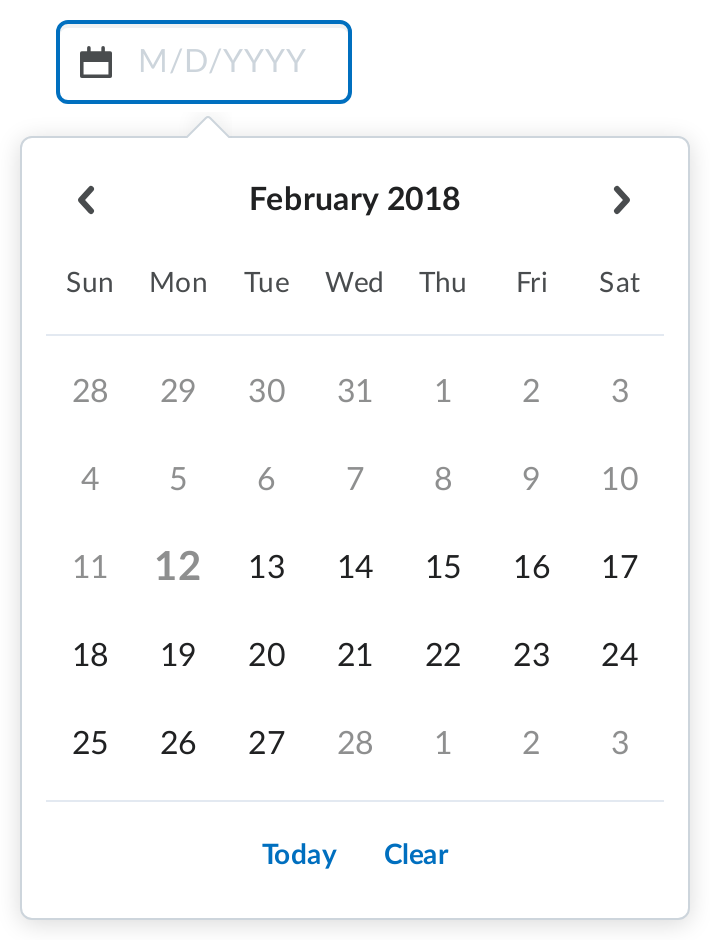 M/D/YYYY
February 2018
Sun Mon Tue Wed Thu Fri Sat
28 29 30 31 1 2 3
4 5 6 7 8 9 10
11 12 13 14 15 16 17
18 19 20 21 22 23 24
25 26 27 28 1 2 3
Today Clear